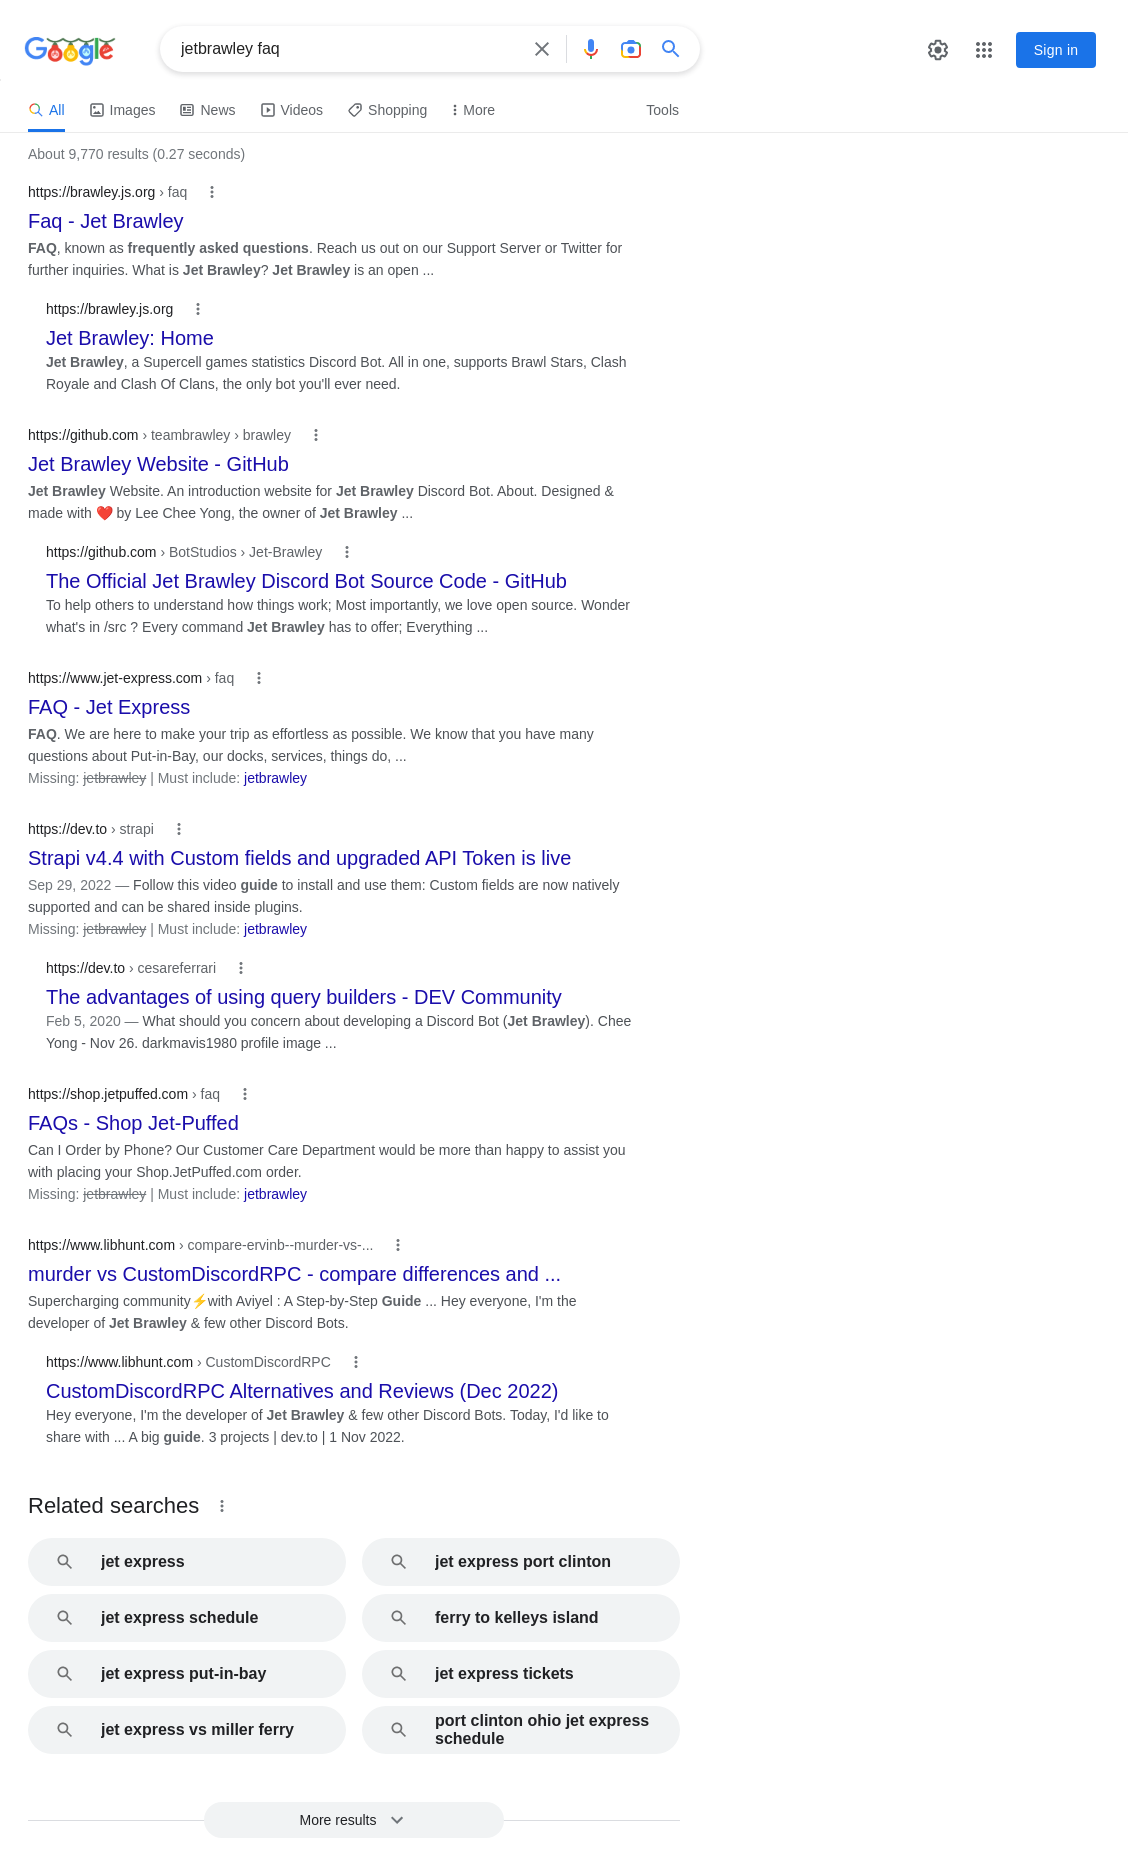 Google
jetbrawley faq
Sign in
All
Images
News
Videos
Shopping
More
Tools
About 9,770 results (0.27 seconds)
https://brawley.js.org › faq
Faq - Jet Brawley
FAQ, known as frequently asked questions. Reach us out on our Support Server or Twitter for
further inquiries. What is Jet Brawley? Jet Brawley is an open ...
https://brawley.js.org
Jet Brawley: Home
Jet Brawley, a Supercell games statistics Discord Bot. All in one, supports Brawl Stars, Clash
Royale and Clash Of Clans, the only bot you'll ever need.
https://github.com › teambrawley › brawley
Jet Brawley Website - GitHub
Jet Brawley Website. An introduction website for Jet Brawley Discord Bot. About. Designed &
made with ❤️ by Lee Chee Yong, the owner of Jet Brawley ...
https://github.com › BotStudios › Jet-Brawley
The Official Jet Brawley Discord Bot Source Code - GitHub
To help others to understand how things work; Most importantly, we love open source. Wonder
what's in /src ? Every command Jet Brawley has to offer; Everything ...
https://www.jet-express.com › faq
FAQ - Jet Express
FAQ. We are here to make your trip as effortless as possible. We know that you have many
questions about Put-in-Bay, our docks, services, things do, ...
Missing: jetbrawley | Must include: jetbrawley
https://dev.to › strapi
Strapi v4.4 with Custom fields and upgraded API Token is live
Sep 29, 2022 — Follow this video guide to install and use them: Custom fields are now natively
supported and can be shared inside plugins.
Missing: jetbrawley | Must include: jetbrawley
https://dev.to › cesareferrari
The advantages of using query builders - DEV Community
Feb 5, 2020 — What should you concern about developing a Discord Bot (Jet Brawley). Chee
Yong - Nov 26. darkmavis1980 profile image ...
https://shop.jetpuffed.com › faq
FAQs - Shop Jet-Puffed
Can I Order by Phone? Our Customer Care Department would be more than happy to assist you
with placing your Shop.JetPuffed.com order.
Missing: jetbrawley | Must include: jetbrawley
https://www.libhunt.com › compare-ervinb--murder-vs-...
murder vs CustomDiscordRPC - compare differences and ...
Supercharging community⚡with Aviyel : A Step-by-Step Guide ... Hey everyone, I'm the
developer of Jet Brawley & few other Discord Bots.
https://www.libhunt.com › CustomDiscordRPC
CustomDiscordRPC Alternatives and Reviews (Dec 2022)
Hey everyone, I'm the developer of Jet Brawley & few other Discord Bots. Today, I'd like to
share with ... A big guide. 3 projects | dev.to | 1 Nov 2022.
Related searches
jet express
jet express port clinton
jet express schedule
ferry to kelleys island
jet express put-in-bay
jet express tickets
jet express vs miller ferry
port clinton ohio jet express
schedule
More results